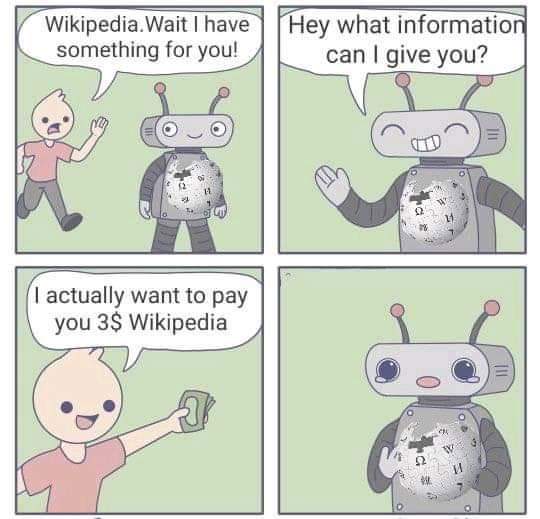 Wikipedia.Wait I have
something for you!
Hey what information
can I give you?
I actually want to pay
you 3$ Wikipedia
Ω W
И
Ω W
И
Ω W
И